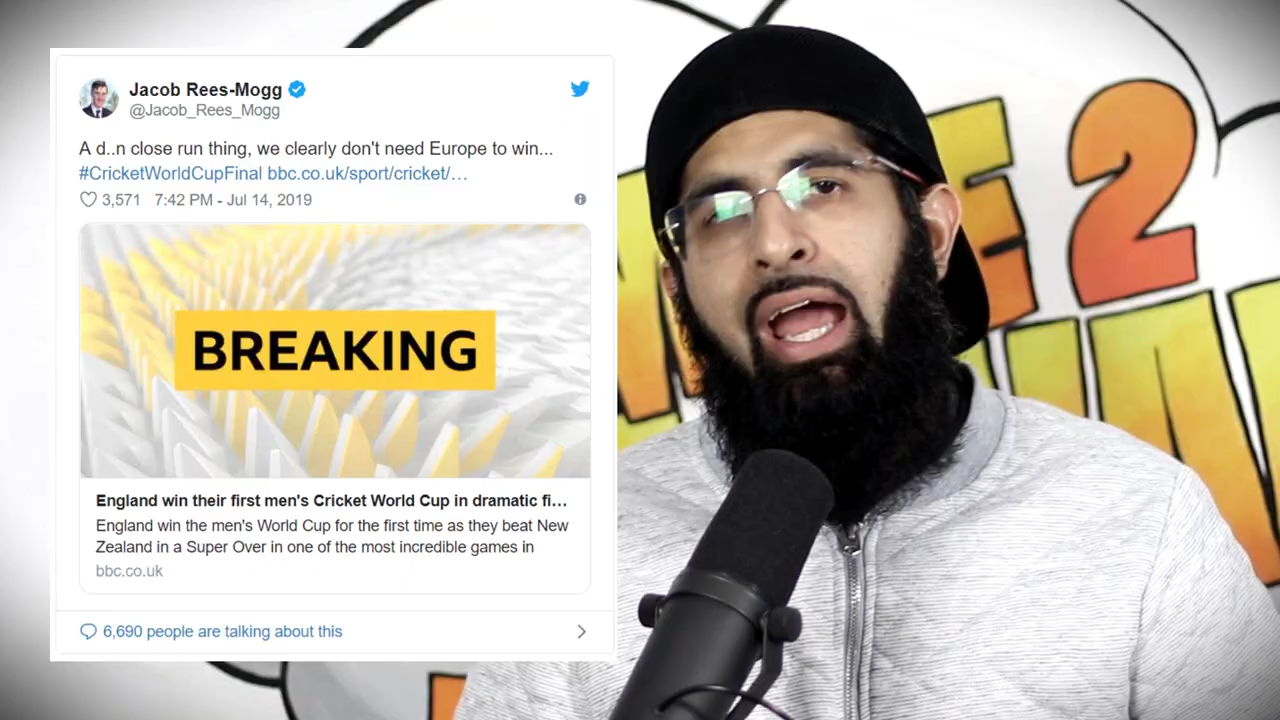 Jacob Rees-Mogg
@Jacob_Rees_Mogg
A d..n close run thing, we clearly don't need Europe to win...
#CricketWorldCupFinal bbc.co.uk/sport/cricket/…
3,571 7:42 PM - Jul 14, 2019
BREAKING
England win their first men's Cricket World Cup in dramatic fi...
England win the men's World Cup for the first time as they beat New
Zealand in a Super Over in one of the most incredible games in
bbc.co.uk
6,690 people are talking about this
2